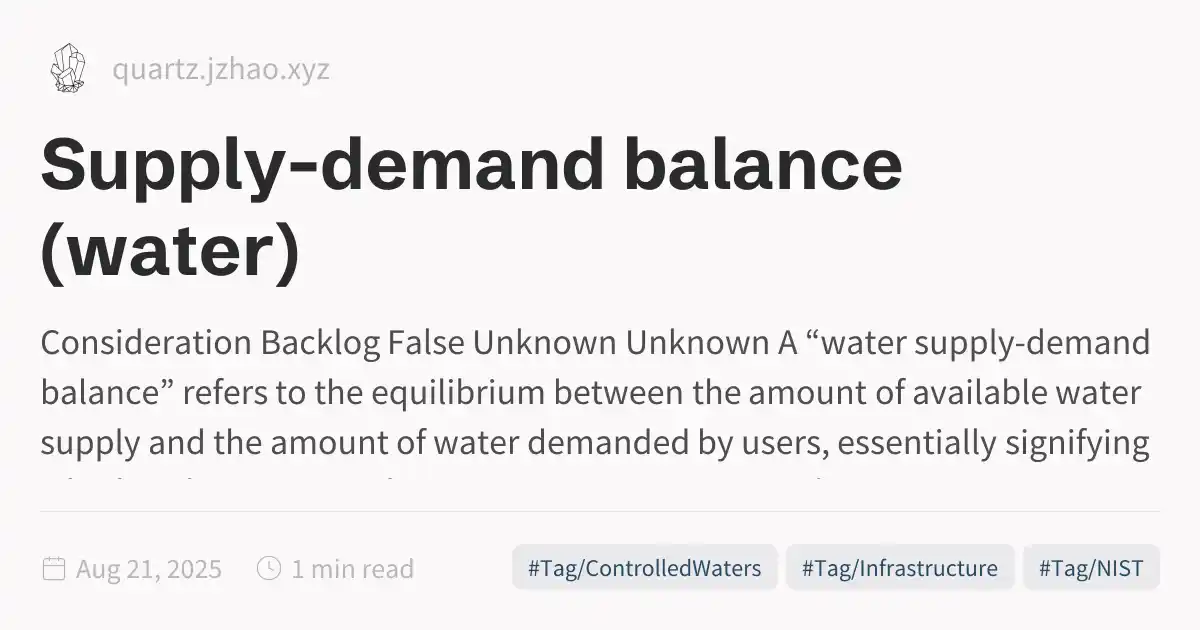 quartz.jzhao.xyz
Supply-demand balance
(water)
Consideration Backlog False Unknown Unknown A “water supply-demand
balance” refers to the equilibrium between the amount of available water
supply and the amount of water demanded by users, essentially signifying
Aug 21, 2025
1 min read
#Tag/ControlledWaters
#Tag/Infrastructure
#Tag/NIST